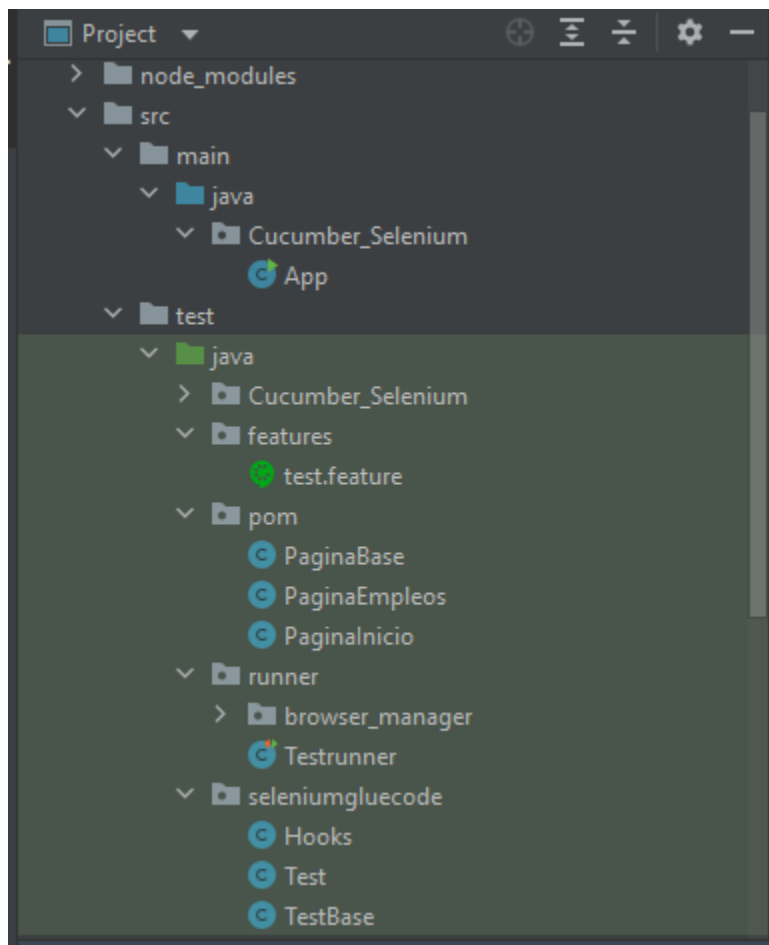 Project
node_modules
src
main
java
Cucumber_Selenium
App
test
java
Cucumber_Selenium
features
test.feature
pom
PaginaBase
PaginaEmpleos
PaginaInicio
runner
browser_manager
Testrunner
seleniumgluecode
Hooks
Test
TestBase